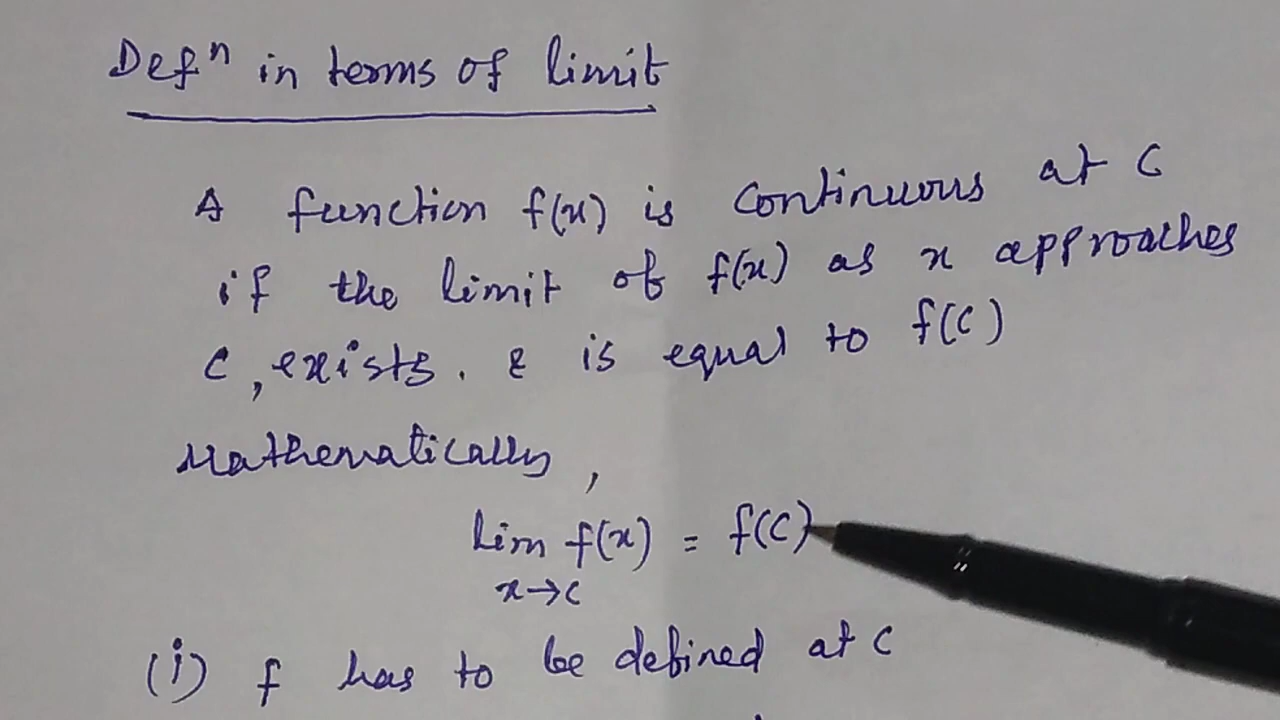 Defⁿ in terms of limit
A function f(x) is continuous at c
if the limit of f(x) as x approaches
c, exists. & is equal to f(c)
Mathematically,
lim f(x) = f(c)
x→c
(i) f has to be defined at c